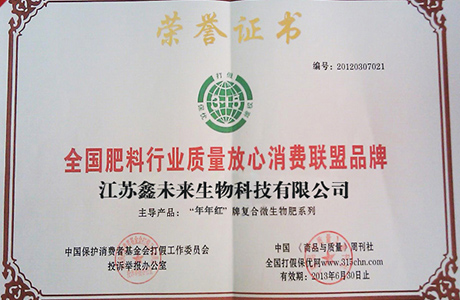 荣誉证书
编号：20120307021
打假
315
保优
维权
全国肥料行业质量放心消费联盟品牌
江苏鑫未来生物科技有限公司
主导产品：“年年红”牌复合微生物肥系列
中国保护消费者基金会打假工作委员会
投诉举报办公室
中国 《商品与质量》周刊社
全国打假保优网www.315chn.com
有效期：2013年6月30日止